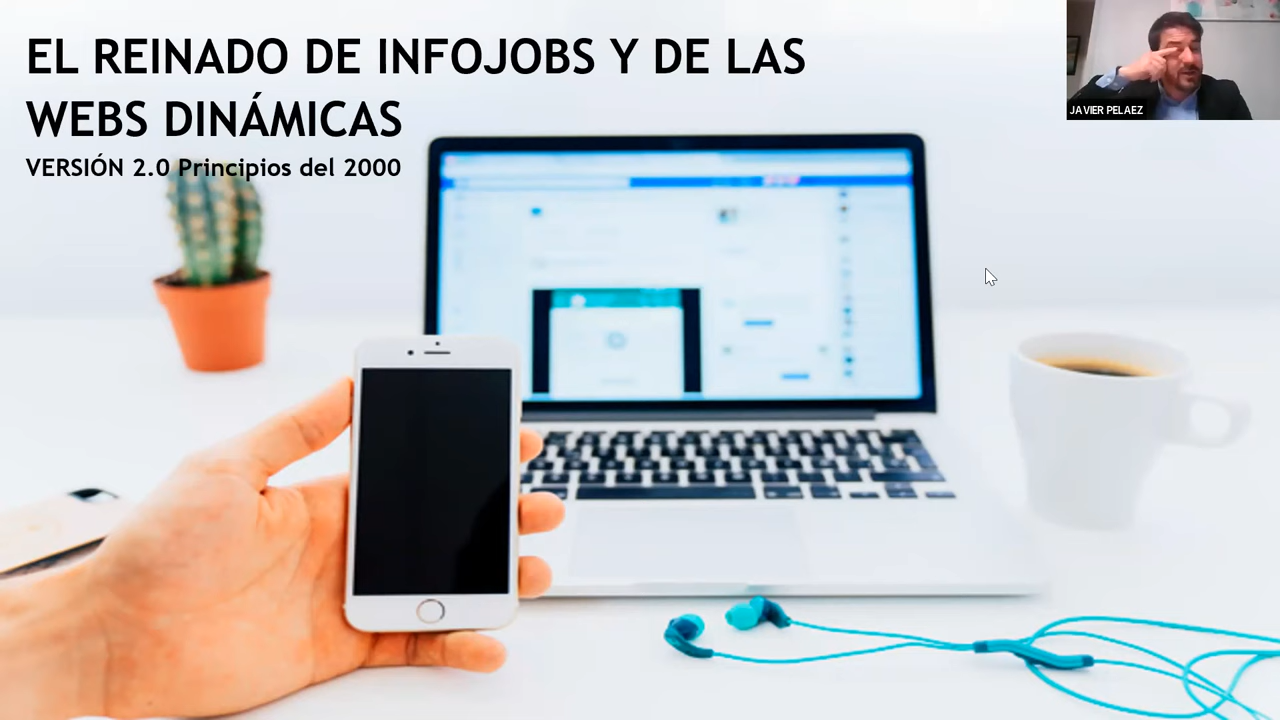 EL REINADO DE INFOJOBS Y DE LAS
WEBS DINÁMICAS
VERSIÓN 2.0 Principios del 2000
JAVIER PELAEZ